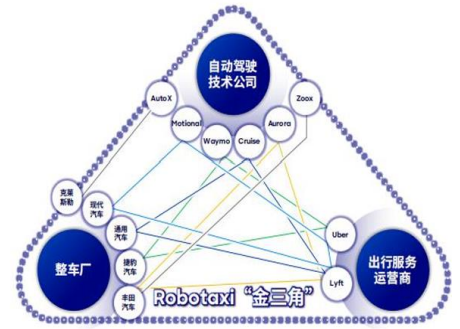 自动驾驶
技术公司
AutoX
Zoox
Motional
Aurora
Waymo
Cruise
克莱
斯勒
现代
汽车
通用
汽车
Uber
捷豹
汽车
整车厂
出行服务
运营商
Lyft
丰田
汽车
Robotaxi “金三角”